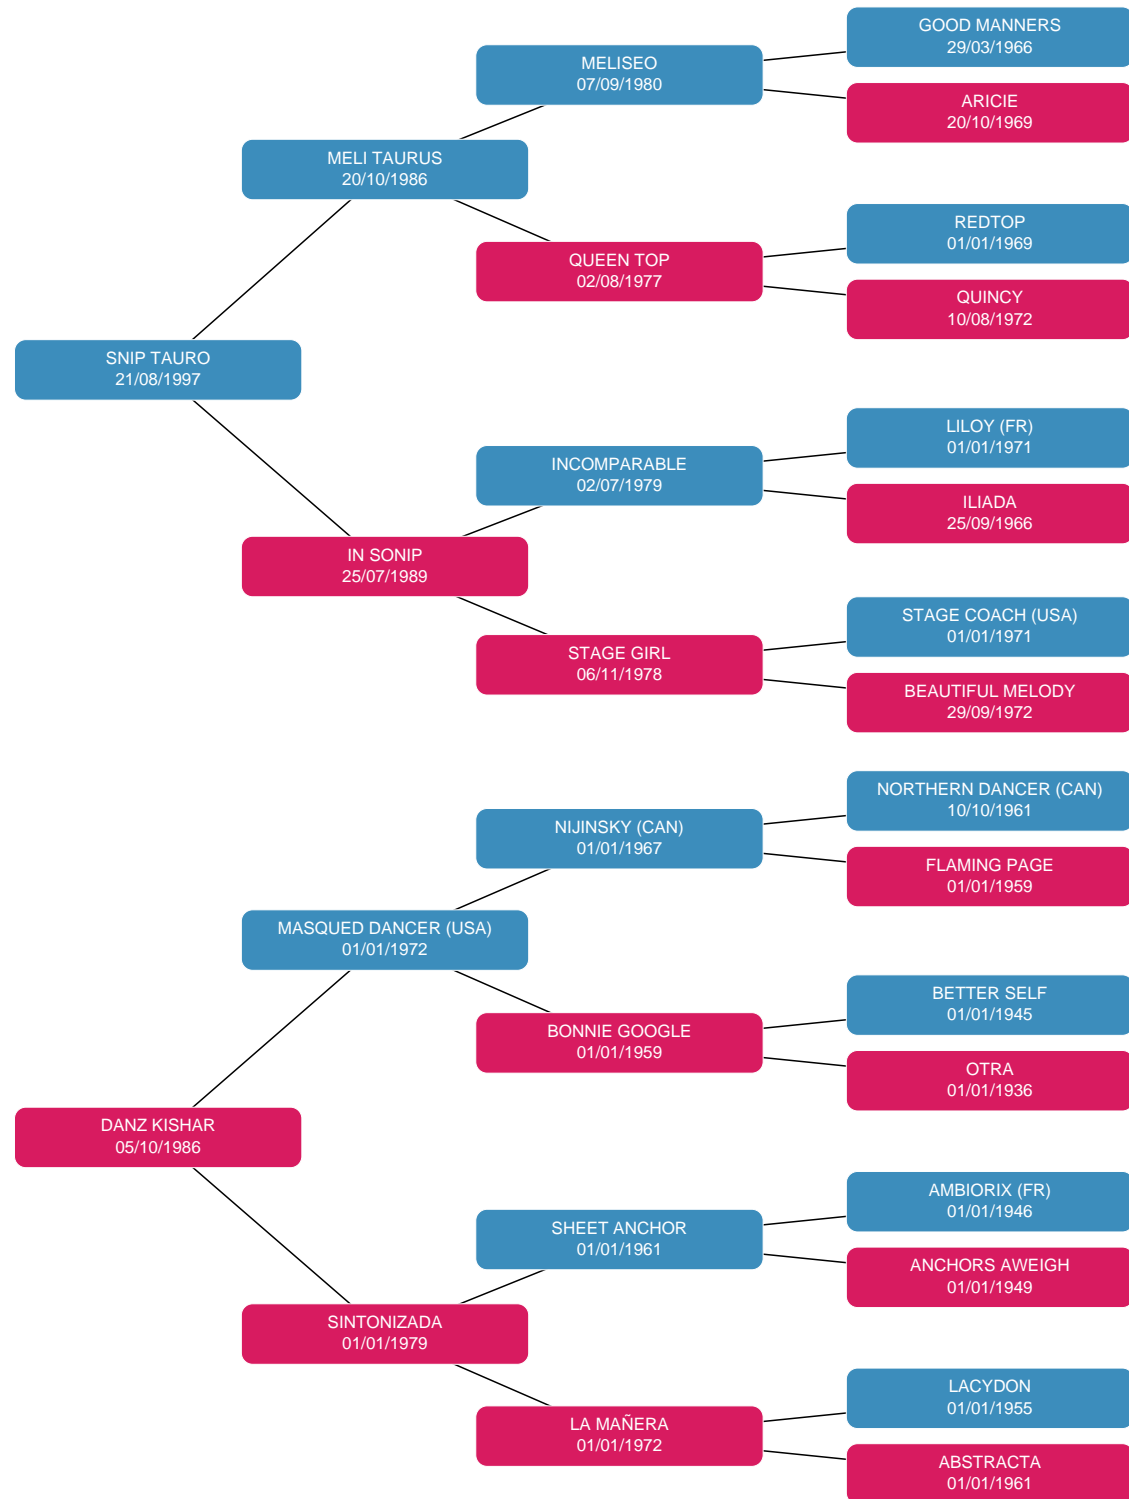 GOOD MANNERS
29/03/1966
MELISEO
07/09/1980
ARICIE
20/10/1969
MELI TAURUS
20/10/1986
REDTOP
01/01/1969
QUEEN TOP
02/08/1977
QUINCY
10/08/1972
SNIP TAURO
21/08/1997
LILOY (FR)
01/01/1971
INCOMPARABLE
02/07/1979
ILIADA
25/09/1966
IN SONIP
25/07/1989
STAGE COACH (USA)
01/01/1971
STAGE GIRL
06/11/1978
BEAUTIFUL MELODY
29/09/1972
NORTHERN DANCER (CAN)
10/10/1961
NIJINSKY (CAN)
01/01/1967
FLAMING PAGE
01/01/1959
MASQUED DANCER (USA)
01/01/1972
BETTER SELF
01/01/1945
BONNIE GOOGLE
01/01/1959
OTRA
01/01/1936
DANZ KISHAR
05/10/1986
AMBIORIX (FR)
01/01/1946
SHEET ANCHOR
01/01/1961
ANCHORS AWEIGH
01/01/1949
SINTONIZADA
01/01/1979
LACYDON
01/01/1955
LA MAÑERA
01/01/1972
ABSTRACTA
01/01/1961